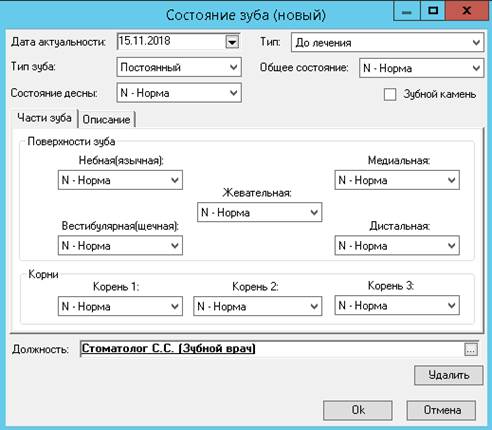 Состояние зуба (новый)
Дата актуальности: 15.11.2018 Тип: До лечения
Тип зуба: Постоянный Общее состояние: N - Норма
Состояние десны: N - Норма Зубной камень
Части зуба Описание
Поверхности зуба
Небная(язычная): Медиальная:
N - Норма N - Норма
Жевательная:
N - Норма
Вестибулярная(щечная): Дистальная:
N - Норма N - Норма
Корни
Корень 1: Корень 2: Корень 3:
N - Норма N - Норма N - Норма
Должность: Стоматолог С.С. (Зубной врач) ...
Удалить
Ok Отмена